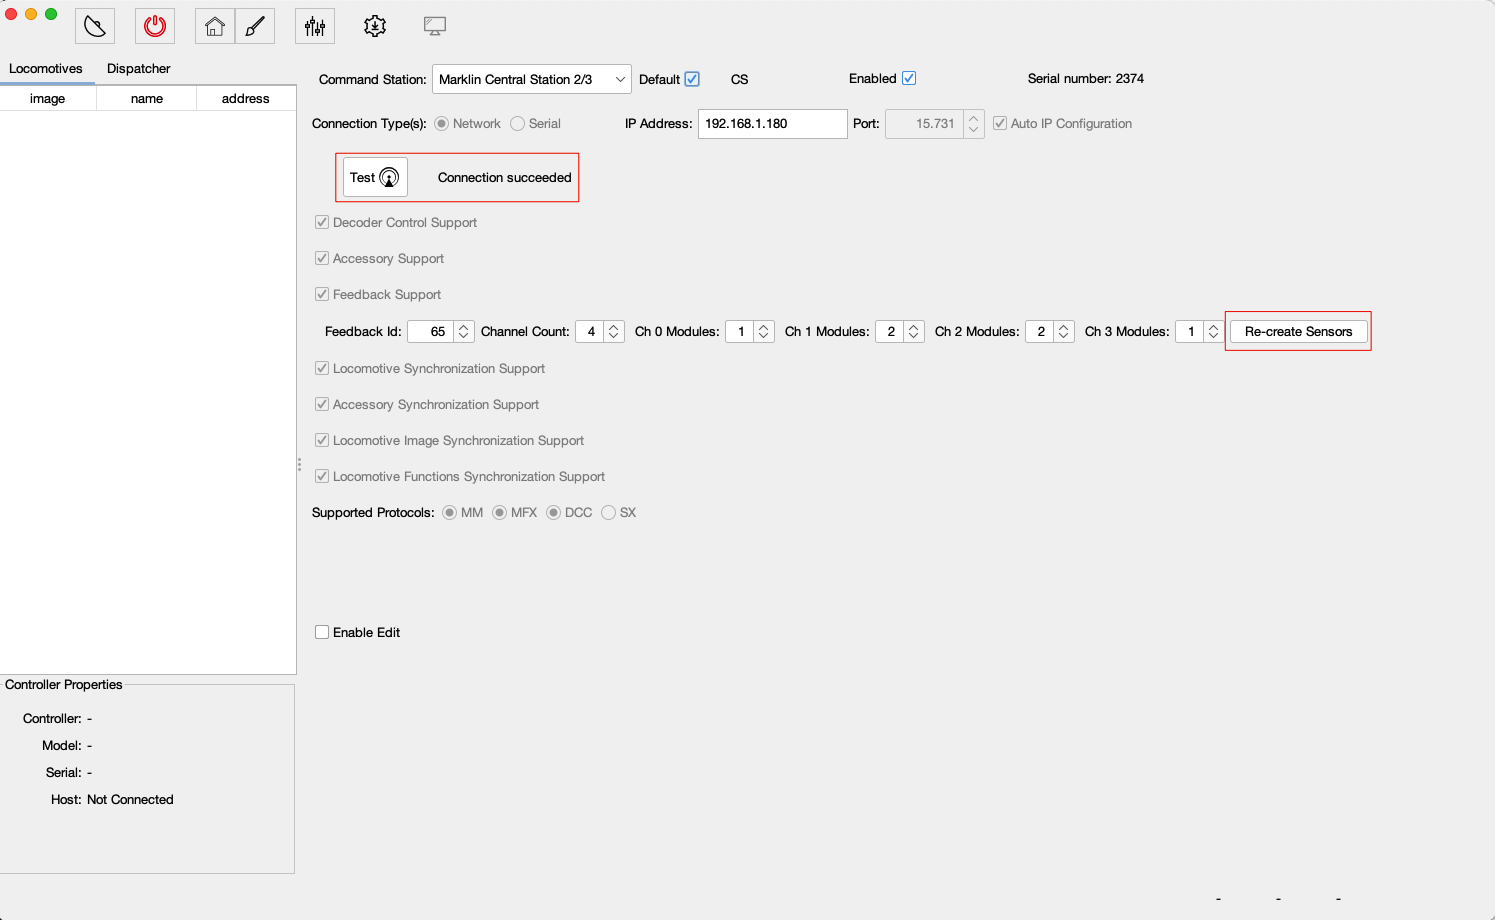 Locomotives Dispatcher
image name address
Command Station: Marklin Central Station 2/3 Default CS Enabled Serial number: 2374
Connection Type(s): Network Serial IP Address: 192.168.1.180 Port: 15.731 Auto IP Configuration
Test Connection succeeded
Decoder Control Support
Accessory Support
Feedback Support
Feedback Id: 65 Channel Count: 4 Ch 0 Modules: 1 Ch 1 Modules: 2 Ch 2 Modules: 2 Ch 3 Modules: 1 Re-create Sensors
Locomotive Synchronization Support
Accessory Synchronization Support
Locomotive Image Synchronization Support
Locomotive Functions Synchronization Support
Supported Protocols: MM MFX DCC SX
Enable Edit
Controller Properties
Controller: -
Model: -
Serial: -
Host: Not Connected
- - -